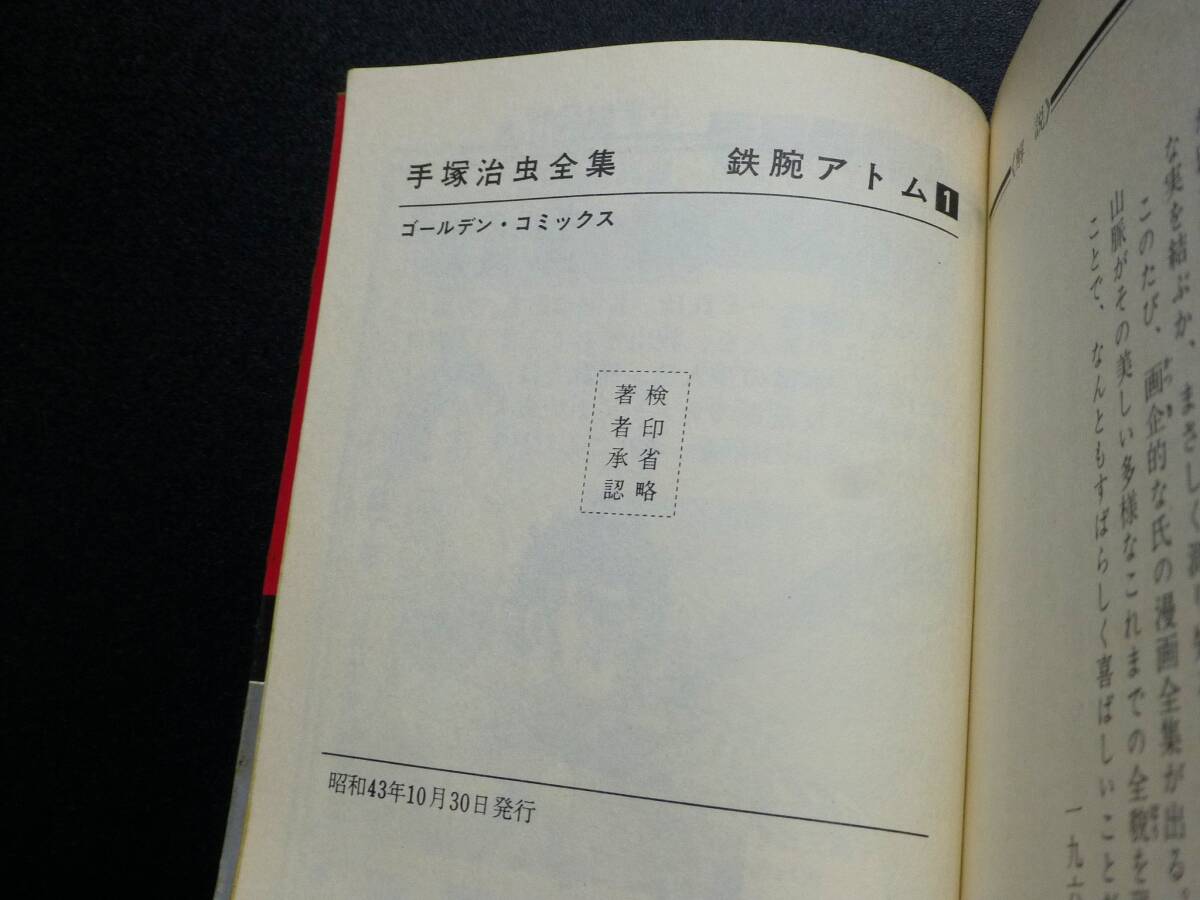 手塚治虫全集 鉄腕アトム1
ゴールデン・コミックス
検印省略
著者承認
昭和43年10月30日発行
な実を結ぶか、まさしく
このたび、画企的な氏の漫画全集が出る。
山脈がその美しい多様なこれまでの全貌を
ことで、なんともすばらしく喜ばしいこと
一九六